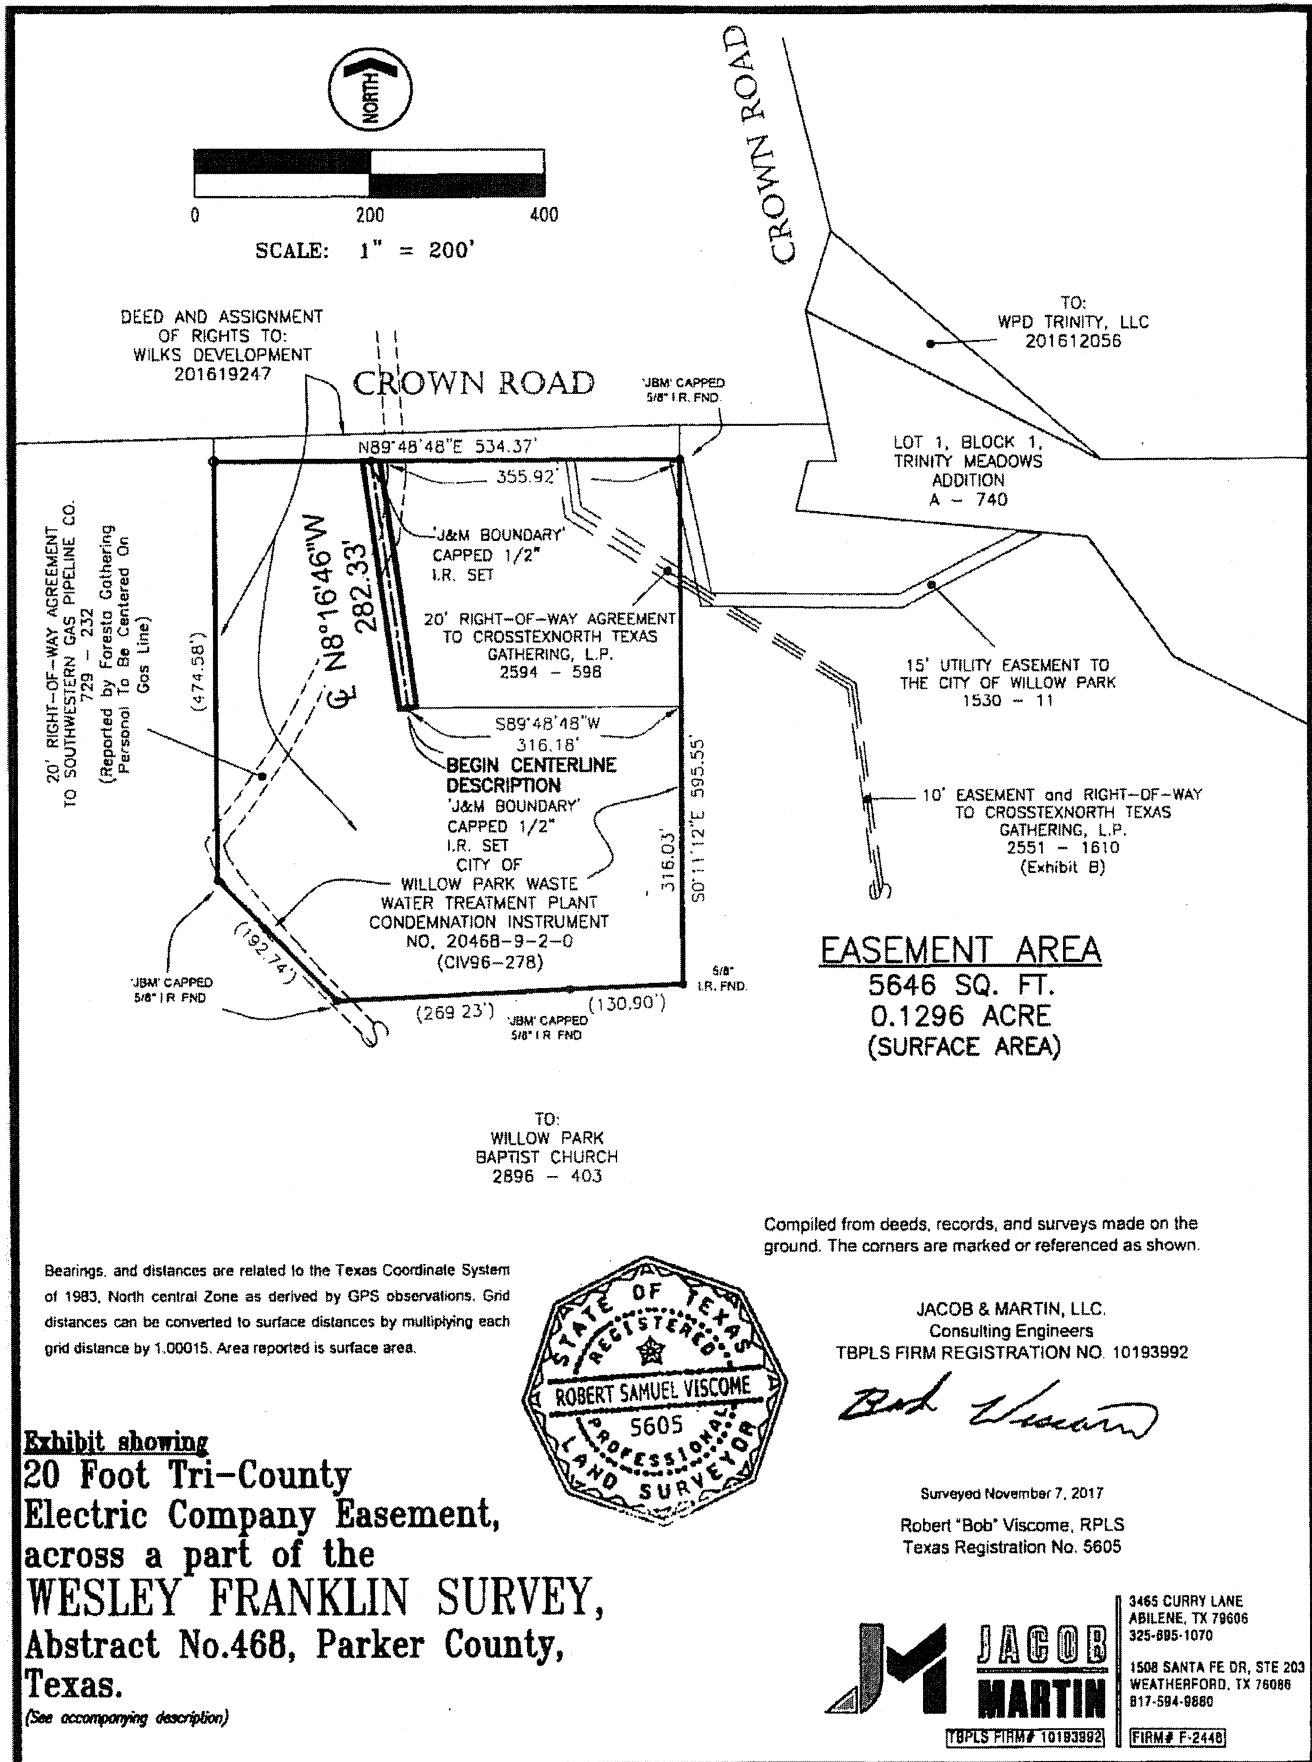 NORTH
0 200 400
SCALE: 1" = 200'
CROWN ROAD
DEED AND ASSIGNMENT
OF RIGHTS TO:
WILKS DEVELOPMENT
201619247
CROWN ROAD
'JBM' CAPPED
5/8" I.R. FND.
TO:
WPD TRINITY, LLC
201612056
N89°48'48"E 534.37'
355.92'
LOT 1, BLOCK 1,
TRINITY MEADOWS
ADDITION
A - 740
20' RIGHT-OF-WAY AGREEMENT
TO SOUTHWESTERN GAS PIPELINE CO.
729 - 232
(Reported by Foresta Gathering
Personal To Be Centered On
Gas Line)
(474.58')
℄ N8°16'46"W
282.33'
'J&M BOUNDARY'
CAPPED 1/2"
I.R. SET
20' RIGHT-OF-WAY AGREEMENT
TO CROSSTEXNORTH TEXAS
GATHERING, L.P.
2594 - 598
15' UTILITY EASEMENT TO
THE CITY OF WILLOW PARK
1530 - 11
S89°48'48"W
316.18'
BEGIN CENTERLINE
DESCRIPTION
'J&M BOUNDARY'
CAPPED 1/2"
I.R. SET
CITY OF
WILLOW PARK WASTE
WATER TREATMENT PLANT
CONDEMNATION INSTRUMENT
NO. 20468-9-2-0
(CIV96-278)
316.03'
S0°11'12"E 595.55'
10' EASEMENT and RIGHT-OF-WAY
TO CROSSTEXNORTH TEXAS
GATHERING, L.P.
2551 - 1610
(Exhibit B)
(192.74')
'JBM' CAPPED
5/8" I R FND
(269 23')
'JBM' CAPPED
5/8" I R FND
(130.90')
5/8"
I.R. FND.
EASEMENT AREA
5646 SQ. FT.
0.1296 ACRE
(SURFACE AREA)
TO:
WILLOW PARK
BAPTIST CHURCH
2896 - 403
Bearings, and distances are related to the Texas Coordinate System
of 1983, North central Zone as derived by GPS observations. Grid
distances can be converted to surface distances by multiplying each
grid distance by 1.00015. Area reported is surface area.
STATE OF TEXAS
REGISTERED
ROBERT SAMUEL VISCOME
5605
PROFESSIONAL
LAND SURVEYOR
Compiled from deeds, records, and surveys made on the
ground. The corners are marked or referenced as shown.
JACOB & MARTIN, LLC.
Consulting Engineers
TBPLS FIRM REGISTRATION NO. 10193992
Bob Viscome
Surveyed November 7, 2017
Robert "Bob" Viscome, RPLS
Texas Registration No. 5605
Exhibit showing
20 Foot Tri-County
Electric Company Easement,
across a part of the
WESLEY FRANKLIN SURVEY,
Abstract No.468, Parker County,
Texas.
(See accompanying description)
JM
JACOB
MARTIN
TBPLS FIRM# 10193992
3465 CURRY LANE
ABILENE, TX 79606
325-695-1070
1508 SANTA FE DR, STE 203
WEATHERFORD, TX 76086
817-594-9880
FIRM# F-2448